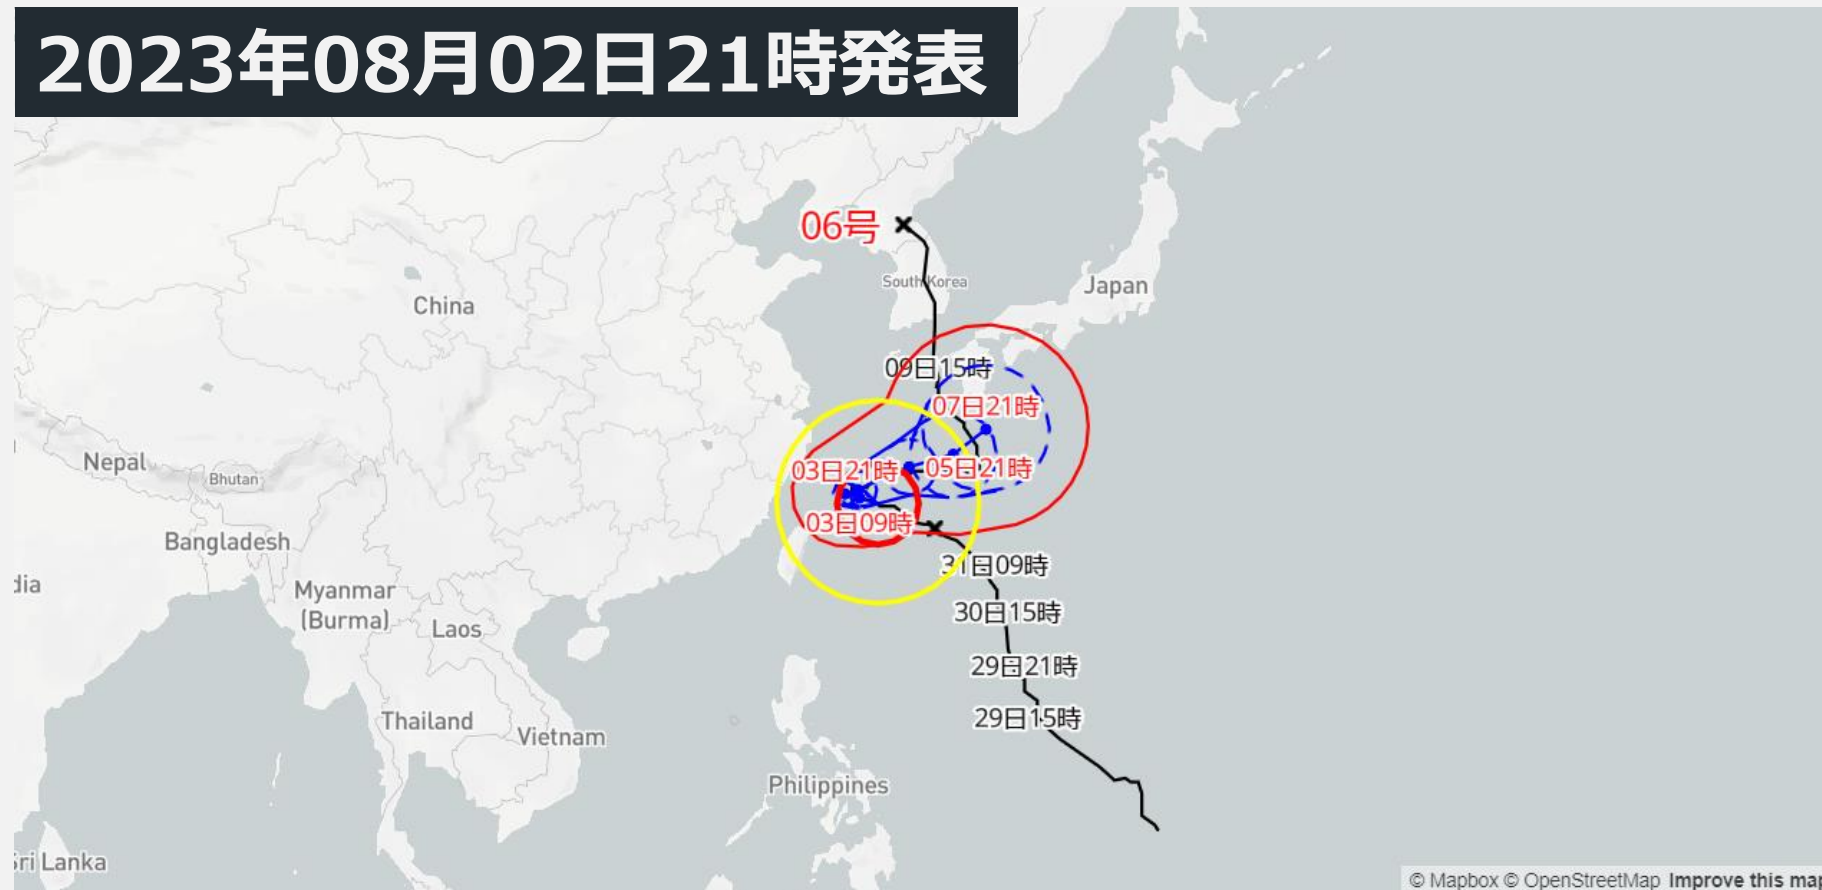 2023年08月02日21時発表
06号
South Korea
Japan
China
09日15時
07日21時
Nepal
Bhutan
03日21時
05日21時
03日09時
Bangladesh
31日09時
dia
Myanmar
(Burma)
30日15時
Laos
29日21時
Thailand
29日15時
Vietnam
Philippines
Sri Lanka
© Mapbox © OpenStreetMap Improve this map